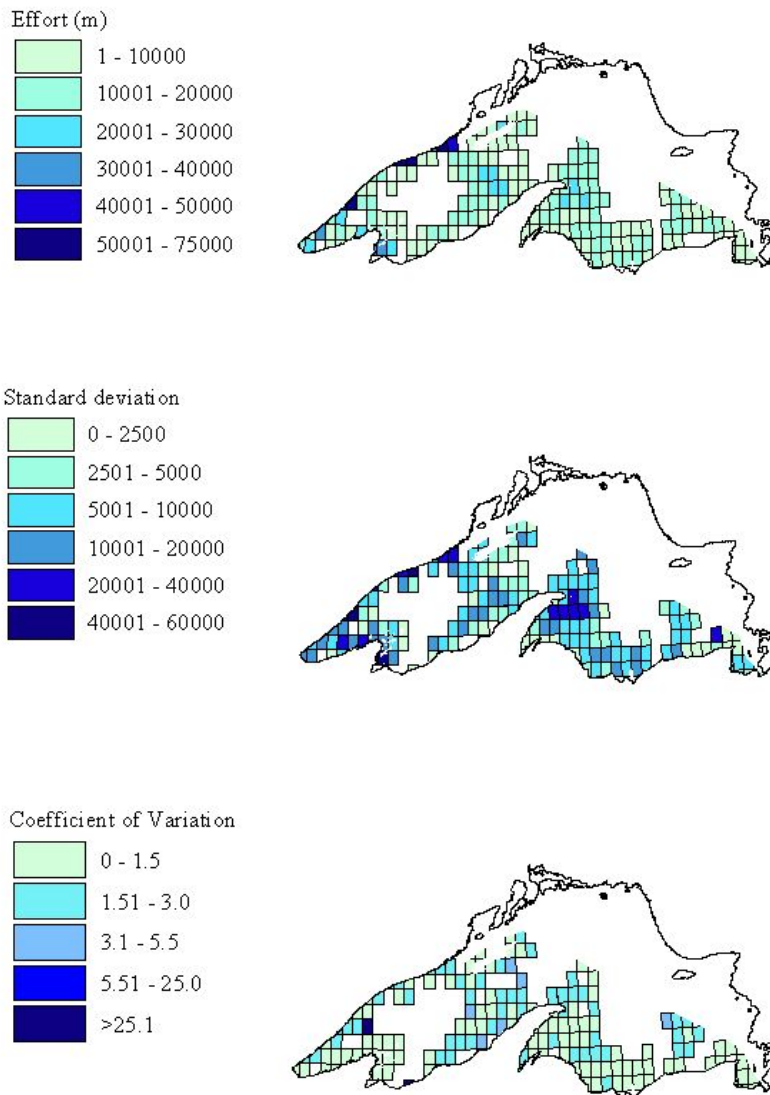 Effort (m)
1 - 10000
10001 - 20000
20001 - 30000
30001 - 40000
40001 - 50000
50001 - 75000
Standard deviation
0 - 2500
2501 - 5000
5001 - 10000
10001 - 20000
20001 - 40000
40001 - 60000
Coefficient of Variation
0 - 1.5
1.51 - 3.0
3.1 - 5.5
5.51 - 25.0
>25.1